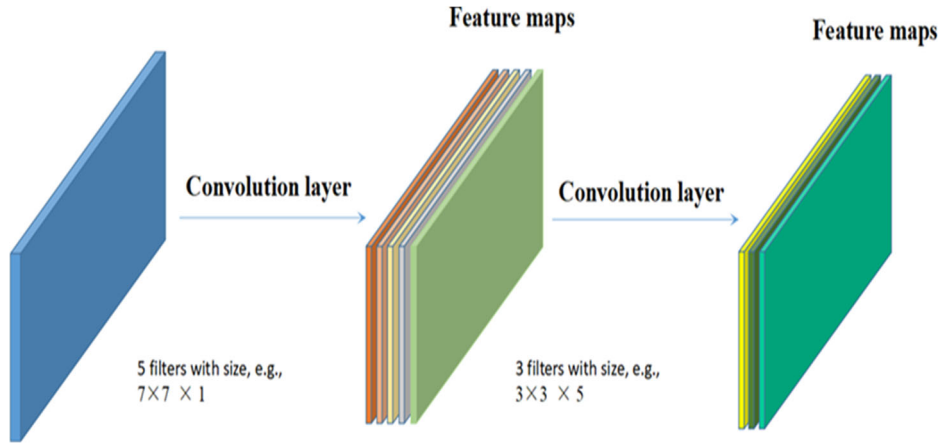 Feature maps
Feature maps
Convolution layer
Convolution layer
5 filters with size, e.g.,
7×7 ×1
3 filters with size, e.g.,
3×3 ×5